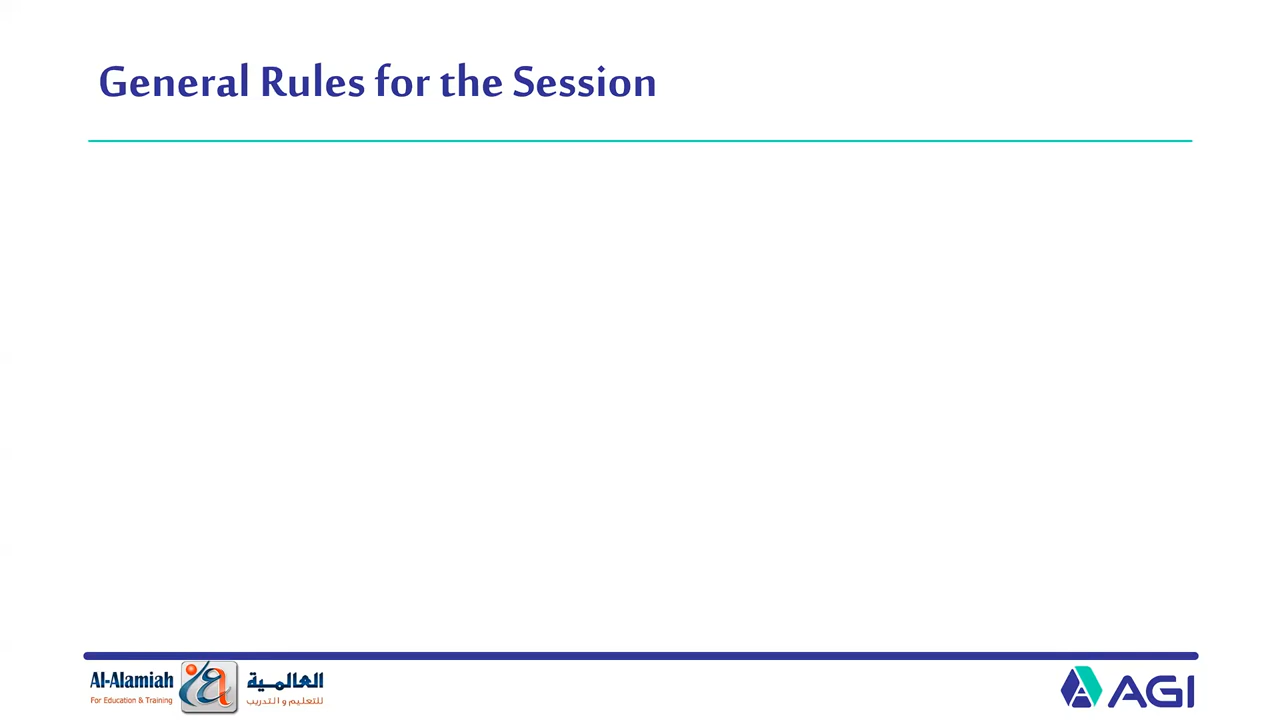 General Rules for the Session
Al-Alamiah
For Education & Training
العالمية
للتعليم و التدريب
AGI